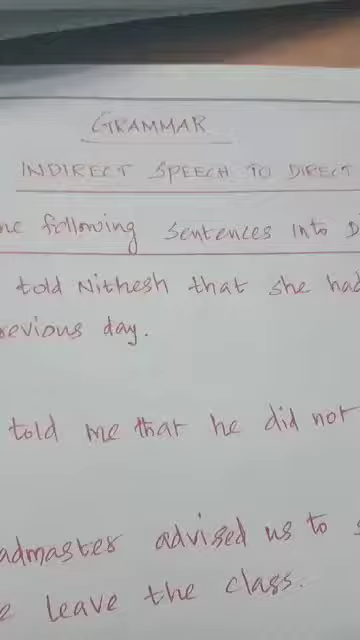 GRAMMAR
INDIRECT SPEECH TO DIRECT
following sentences into
told Nithesh that she had
day.
told me that he did not
advised us to
leave the class.